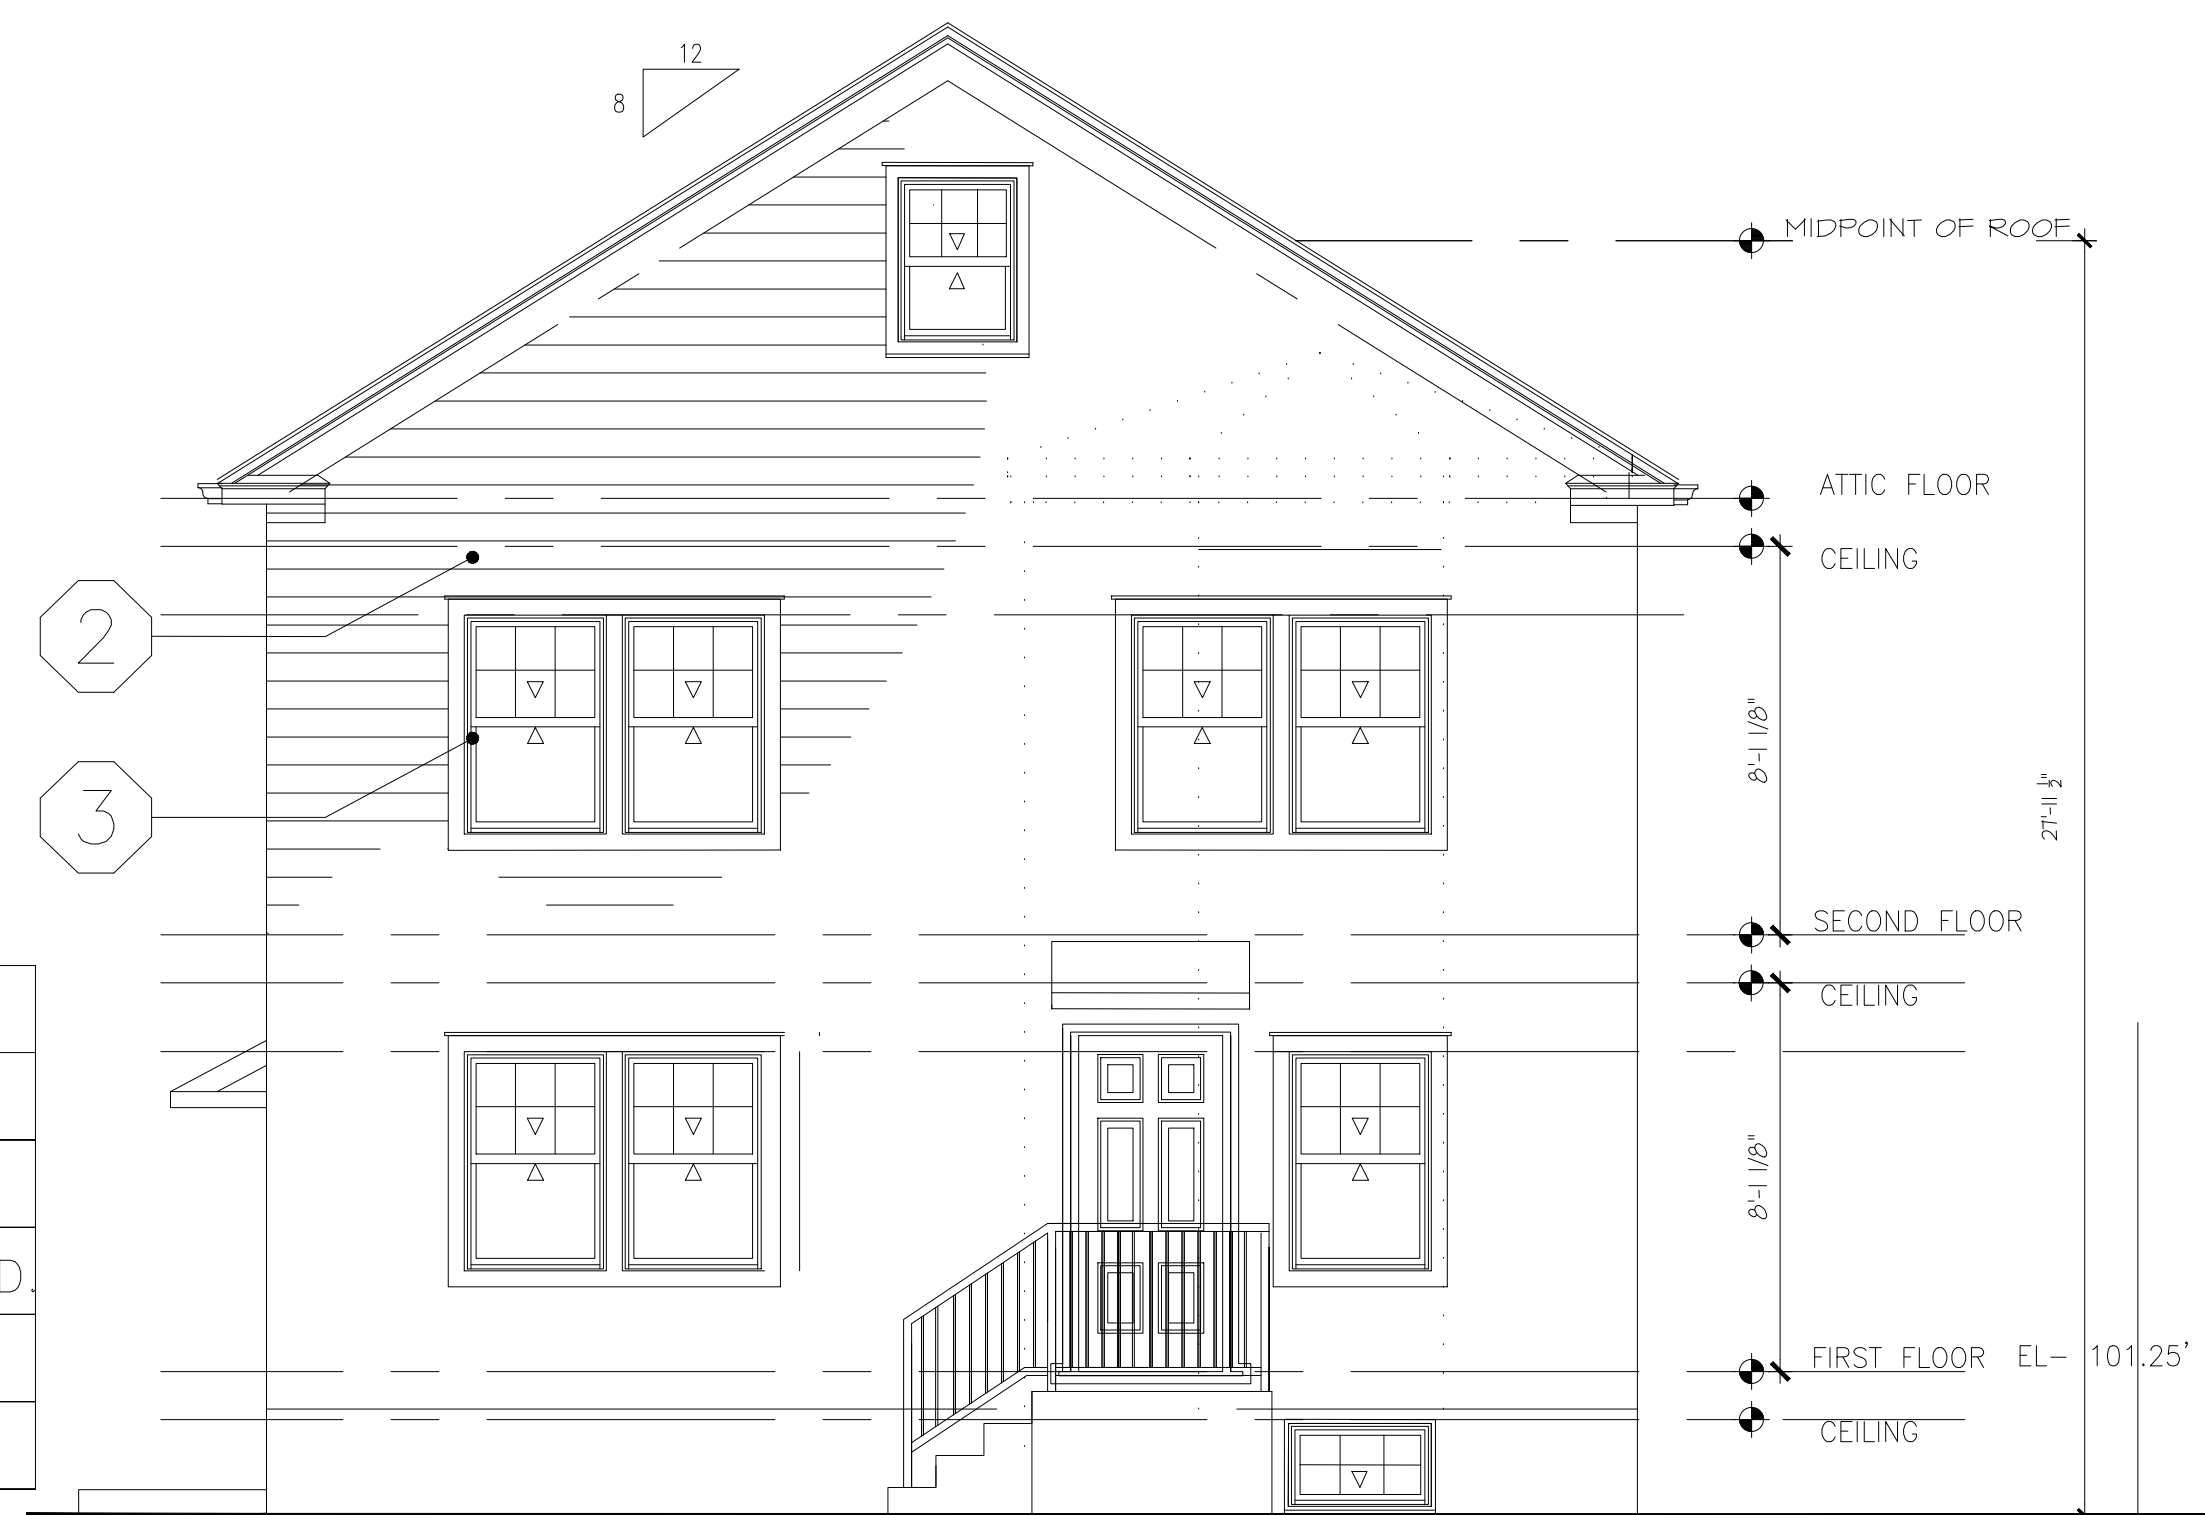 12
8
MIDPOINT OF ROOF
ATTIC FLOOR
CEILING
2
8'-1 1/8"
3
27'-11 1/2"
SECOND FLOOR
CEILING
8'-1 1/8"
D.
FIRST FLOOR EL- 101.25'
CEILING